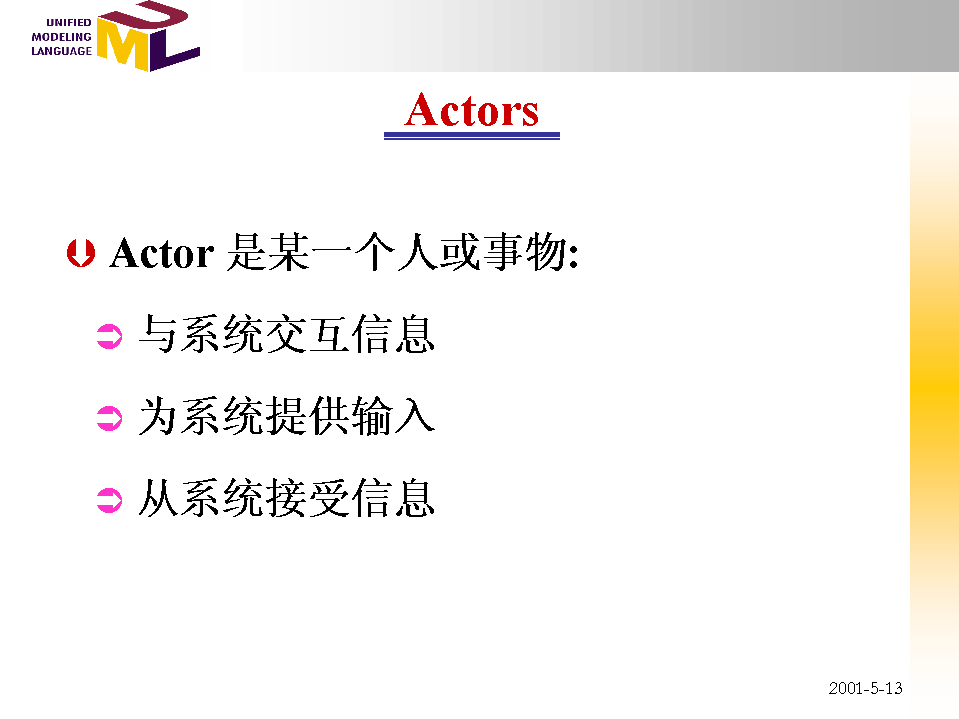 UNIFIED
MODELING
LANGUAGE
UML
Actors
Actor 是某一个人或事物:
与系统交互信息
为系统提供输入
从系统接受信息
2001-5-13